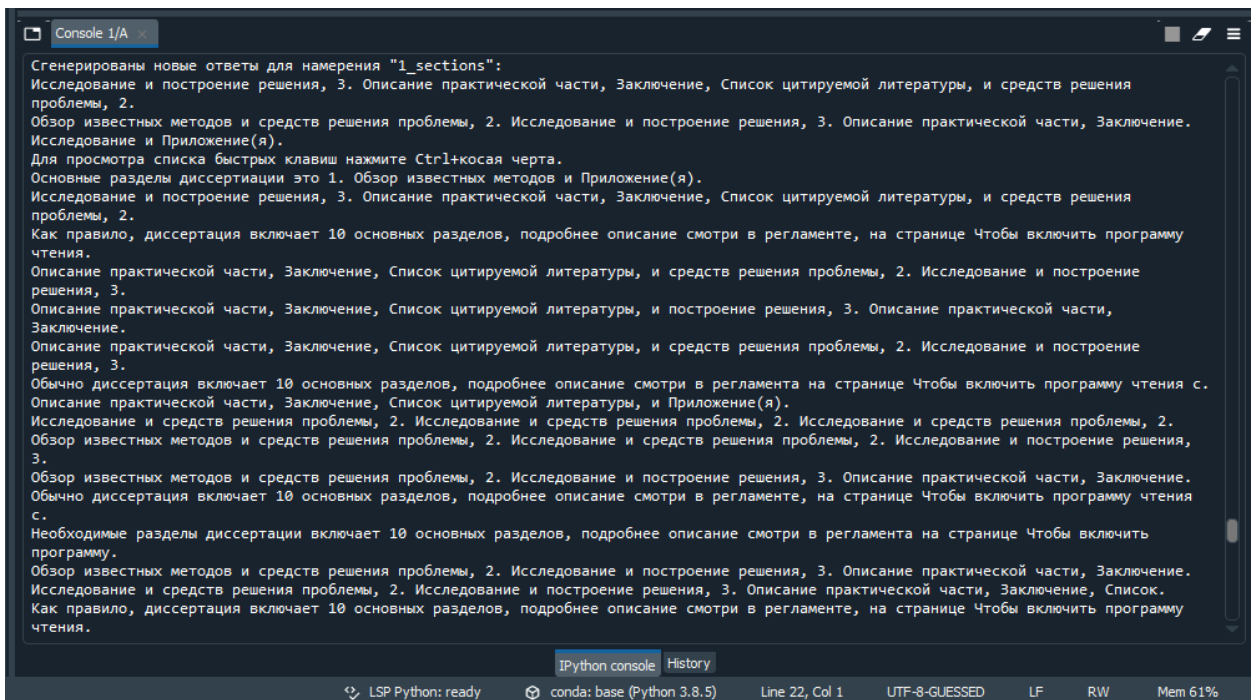 Console 1/A
Сгенерированы новые ответы для намерения "1_sections":
Исследование и построение решения, 3. Описание практической части, Заключение, Список цитируемой литературы, и средств решения
проблемы, 2.
Обзор известных методов и средств решения проблемы, 2. Исследование и построение решения, 3. Описание практической части, Заключение.
Исследование и Приложение(я).
Для просмотра списка быстрых клавиш нажмите Ctrl+косая черта.
Основные разделы диссертиации это 1. Обзор известных методов и Приложение(я).
Исследование и построение решения, 3. Описание практической части, Заключение, Список цитируемой литературы, и средств решения
проблемы, 2.
Как правило, диссертация включает 10 основных разделов, подробнее описание смотри в регламенте, на странице Чтобы включить программу
чтения.
Описание практической части, Заключение, Список цитируемой литературы, и средств решения проблемы, 2. Исследование и построение
решения, 3.
Описание практической части, Заключение, Список цитируемой литературы, и построение решения, 3. Описание практической части,
Заключение.
Описание практической части, Заключение, Список цитируемой литературы, и средств решения проблемы, 2. Исследование и построение
решения, 3.
Обычно диссертация включает 10 основных разделов, подробнее описание смотри в регламента на странице Чтобы включить программу чтения с.
Описание практической части, Заключение, Список цитируемой литературы, и Приложение(я).
Исследование и средств решения проблемы, 2. Исследование и средств решения проблемы, 2. Исследование и средств решения проблемы, 2.
Обзор известных методов и средств решения проблемы, 2. Исследование и средств решения проблемы, 2. Исследование и построение решения,
3.
Обзор известных методов и средств решения проблемы, 2. Исследование и построение решения, 3. Описание практической части, Заключение.
Обычно диссертация включает 10 основных разделов, подробнее описание смотри в регламенте, на странице Чтобы включить программу чтения
с.
Необходимые разделы диссертации включает 10 основных разделов, подробнее описание смотри в регламента на странице Чтобы включить
программу.
Обзор известных методов и средств решения проблемы, 2. Исследование и построение решения, 3. Описание практической части, Заключение.
Исследование и средств решения проблемы, 2. Исследование и построение решения, 3. Описание практической части, Заключение, Список.
Как правило, диссертация включает 10 основных разделов, подробнее описание смотри в регламенте, на странице Чтобы включить программу
чтения.
IPython console History
LSP Python: ready conda: base (Python 3.8.5) Line 22, Col 1 UTF-8-GUESSED LF RW Mem 61%